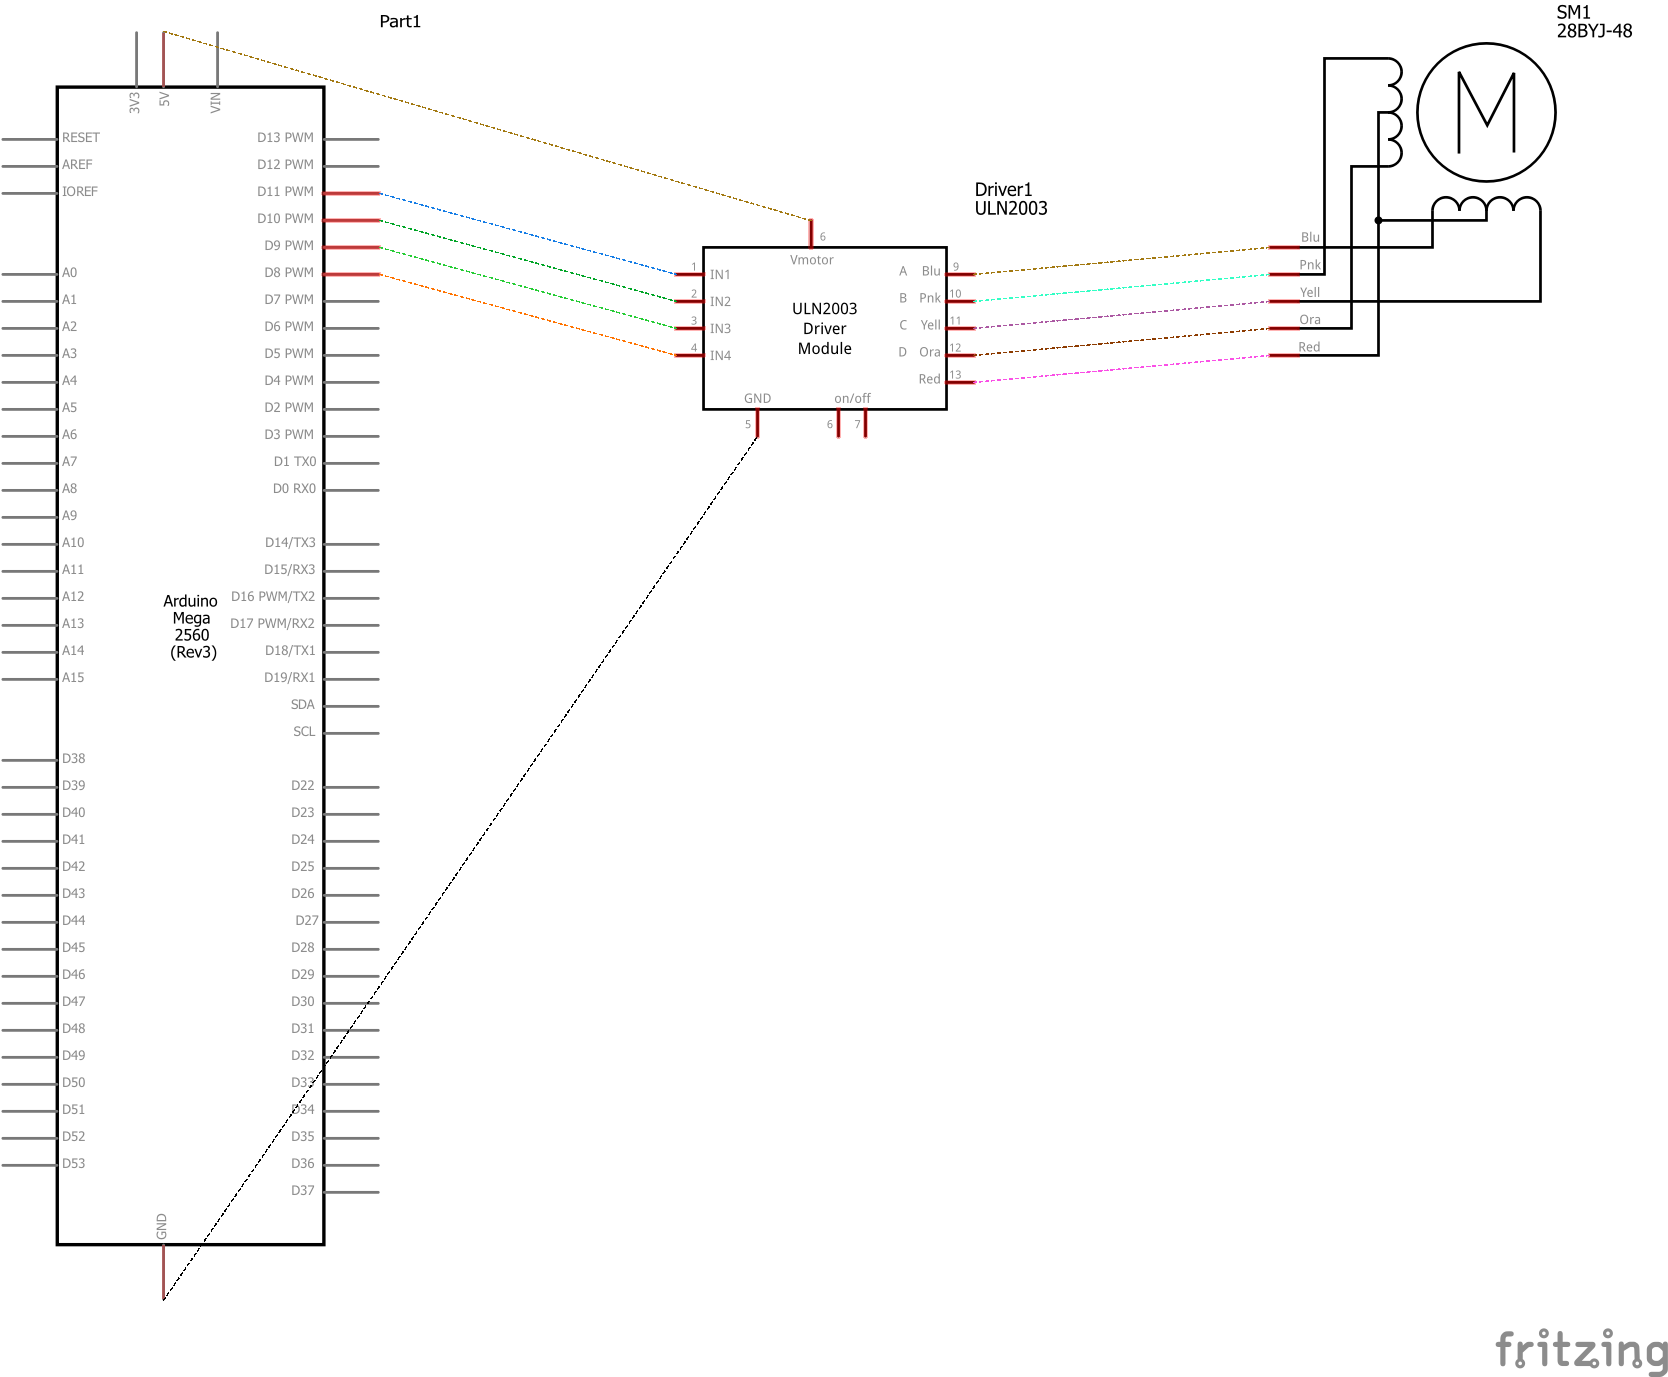 Part1
3V3
5V
VIN
RESET
AREF
IOREF
A0
A1
A2
A3
A4
A5
A6
A7
A8
A9
A10
A11
A12
A13
A14
A15
D38
D39
D40
D41
D42
D43
D44
D45
D46
D47
D48
D49
D50
D51
D52
D53
Arduino
Mega
2560
(Rev3)
D13 PWM
D12 PWM
D11 PWM
D10 PWM
D9 PWM
D8 PWM
D7 PWM
D6 PWM
D5 PWM
D4 PWM
D2 PWM
D3 PWM
D1 TX0
D0 RX0
D14/TX3
D15/RX3
D16 PWM/TX2
D17 PWM/RX2
D18/TX1
D19/RX1
SDA
SCL
D22
D23
D24
D25
D26
D27
D28
D29
D30
D31
D32
D33
D34
D35
D36
D37
GND
Driver1
ULN2003
6
Vmotor
1 IN1
2 IN2
3 IN3
4 IN4
ULN2003
Driver
Module
A Blu 9
B Pnk 10
C Yell 11
D Ora 12
Red 13
GND
on/off
5
6
7
SM1
28BYJ-48
M
Blu
Pnk
Yell
Ora
Red
fritzing